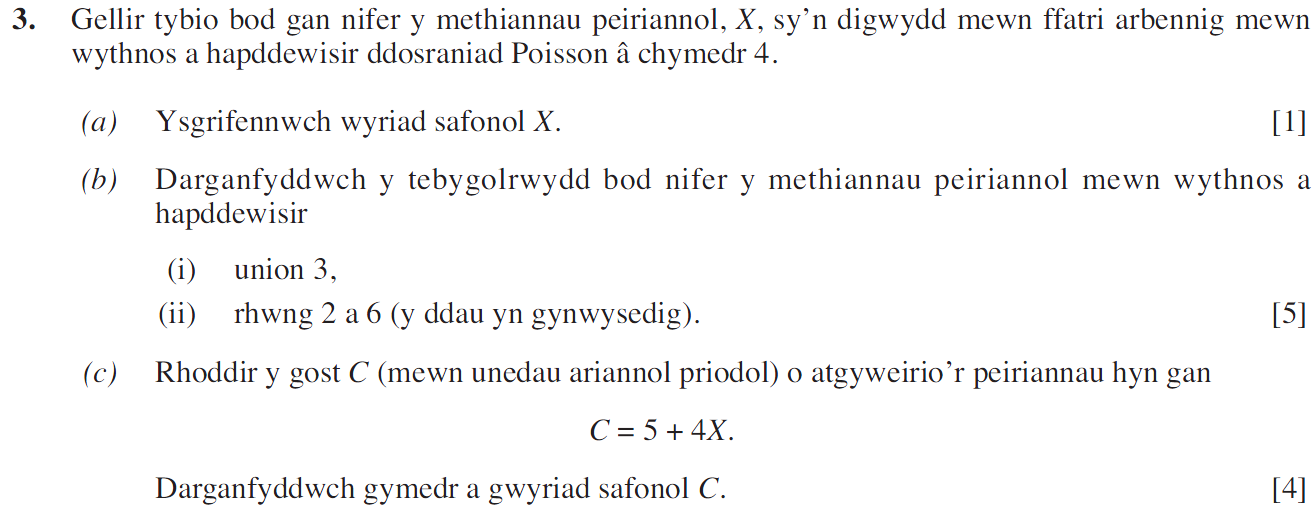 3. Gellir tybio bod gan nifer y methiannau peiriannol, X, sy'n digwydd mewn ffatri arbennig mewn
wythnos a hapddewisir ddosraniad Poisson â chymedr 4.
(a) Ysgrifennwch wyriad safonol X. [1]
(b) Darganfyddwch y tebygolrwydd bod nifer y methiannau peiriannol mewn wythnos a
hapddewisir
(i) union 3,
(ii) rhwng 2 a 6 (y ddau yn gynwysedig). [5]
(c) Rhoddir y gost C (mewn unedau ariannol priodol) o atgyweirio'r peiriannau hyn gan
C = 5 + 4X.
Darganfyddwch gymedr a gwyriad safonol C. [4]